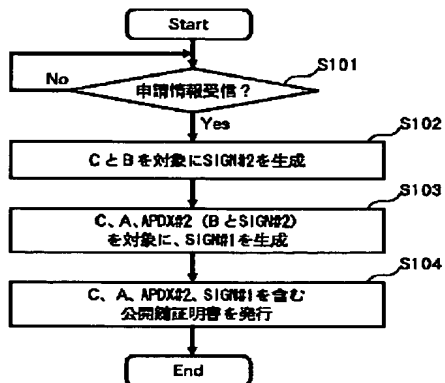 Start
S101
No
申請情報受信？
Yes
S102
CとBを対象にSIGN#2を生成
S103
C、A、APDX#2（BとSIGN#2）
を対象に、SIGN#1を生成
S104
C、A、APDX#2、SIGN#1を含む
公開鍵証明書を発行
End